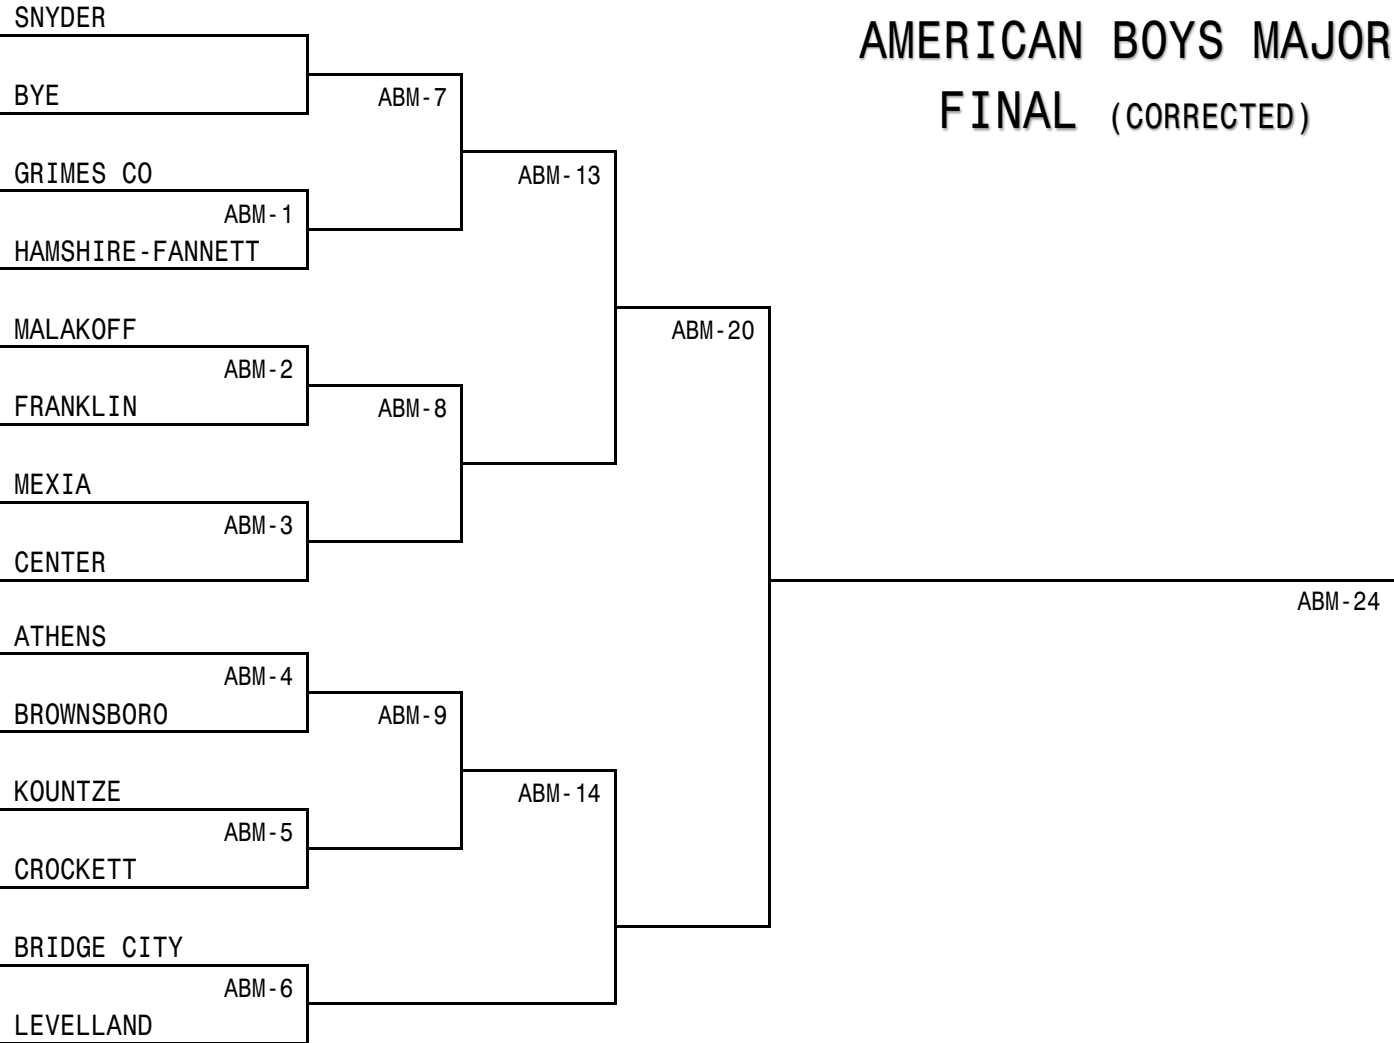 SNYDER
AMERICAN BOYS MAJOR
BYE
ABM-7
FINAL (CORRECTED)
GRIMES CO
ABM-13
ABM-1
HAMSHIRE-FANNETT
MALAKOFF
ABM-20
ABM-2
FRANKLIN
ABM-8
MEXIA
ABM-3
CENTER
ABM-24
ATHENS
ABM-4
BROWNSBORO
ABM-9
KOUNTZE
ABM-14
ABM-5
CROCKETT
BRIDGE CITY
ABM-6
LEVELLAND